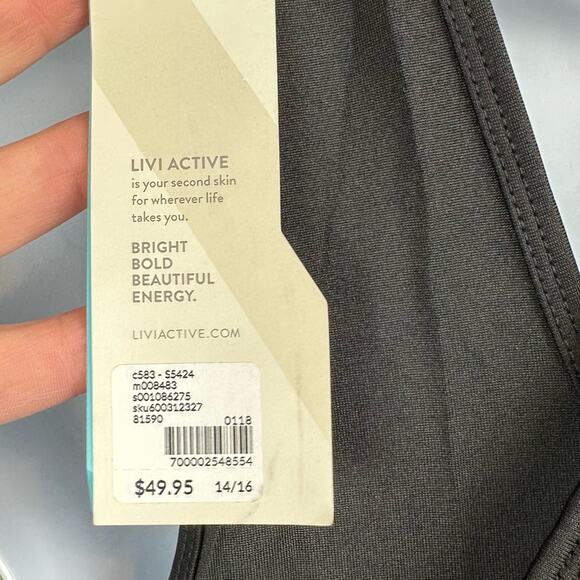 LIVI ACTIVE
is your second skin
for wherever life
takes you.
BRIGHT
BOLD
BEAUTIFUL
ENERGY.
LIVIACTIVE.COM
c583 - S5424
m008483
s001086275
sku600312327
81590 0118
700002548554
$49.95 14/16